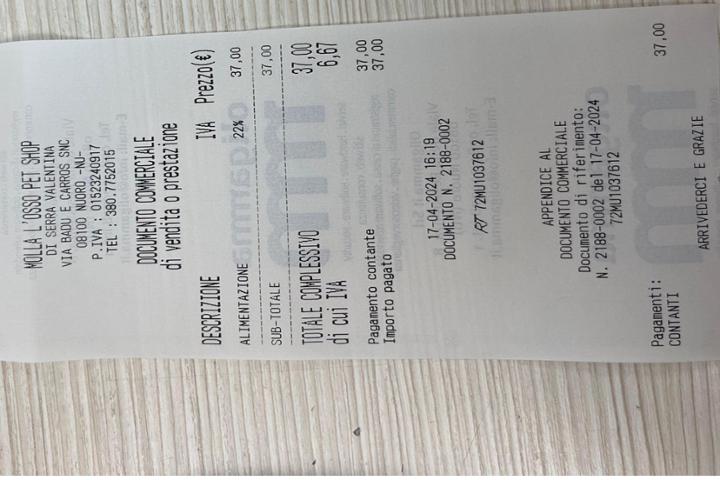 MOLLA L'OSSO PET SHOP
DI SERRA VALENTINA
VIA BADU E CARROS SNC
08100 NUORO -NU-
P.IVA : 01523240917
TEL : 380.7752015
DOCUMENTO COMMERCIALE
di vendita o prestazione
DESCRIZIONE IVA Prezzo(€)
ALIMENTAZIONE 22% 37,00
SUB-TOTALE 37,00
TOTALE COMPLESSIVO 37,00
di cui IVA 6,67
Pagamento contante 37,00
Importo pagato 37,00
17-04-2024 16:19
DOCUMENTO N. 2188-0002
RT 72MU1037612
APPENDICE AL
DOCUMENTO COMMERCIALE
Documento di riferimento:
N. 2188-0002 del 17-04-2024
72MU1037612
Pagamenti:
CONTANTI 37,00
ARRIVEDERCI E GRAZIE